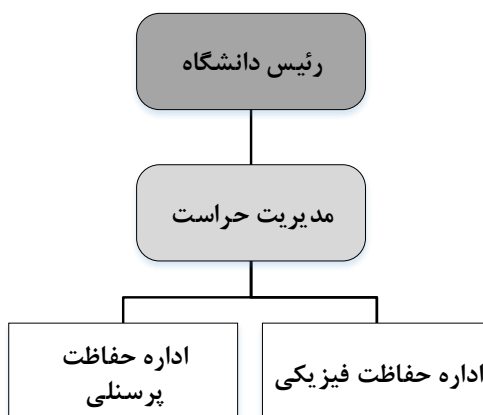 رئیس دانشگاه
مدیریت حراست
اداره حفاظت فیزیکی
اداره حفاظت
پرسنلی